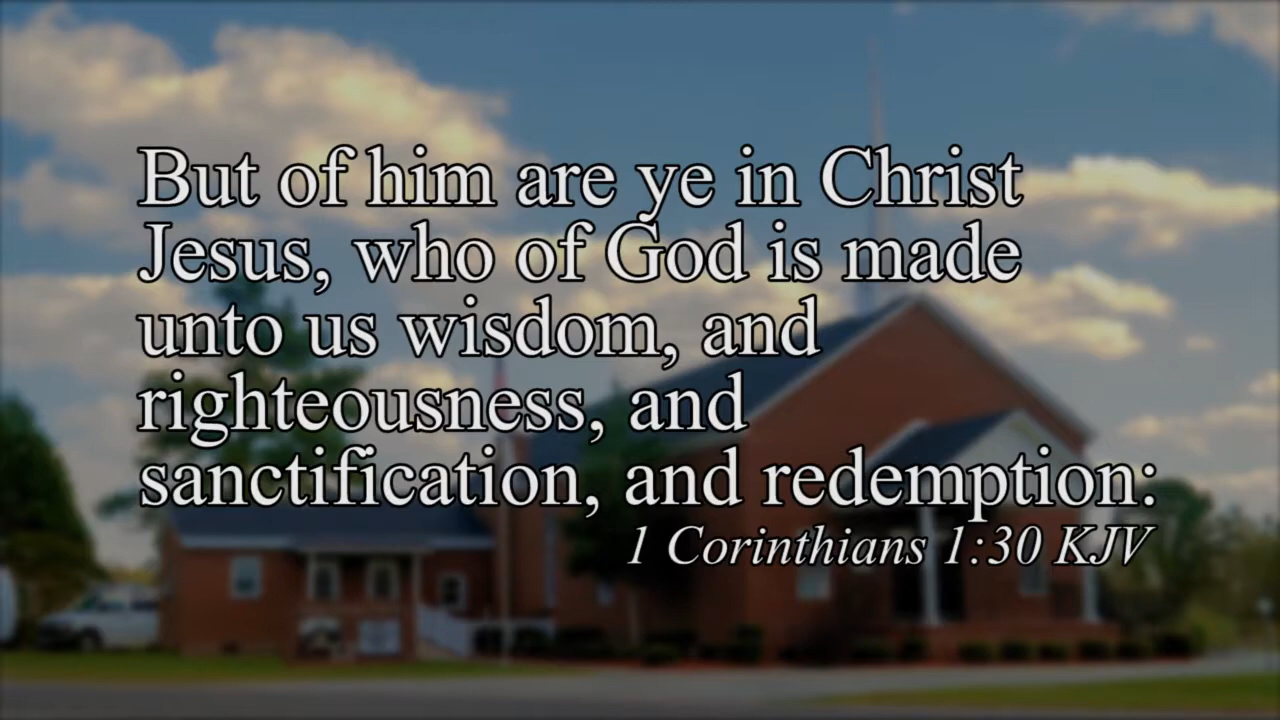 But of him are ye in Christ
Jesus, who of God is made
unto us wisdom, and
righteousness, and
sanctification, and redemption:
1 Corinthians 1:30 KJV